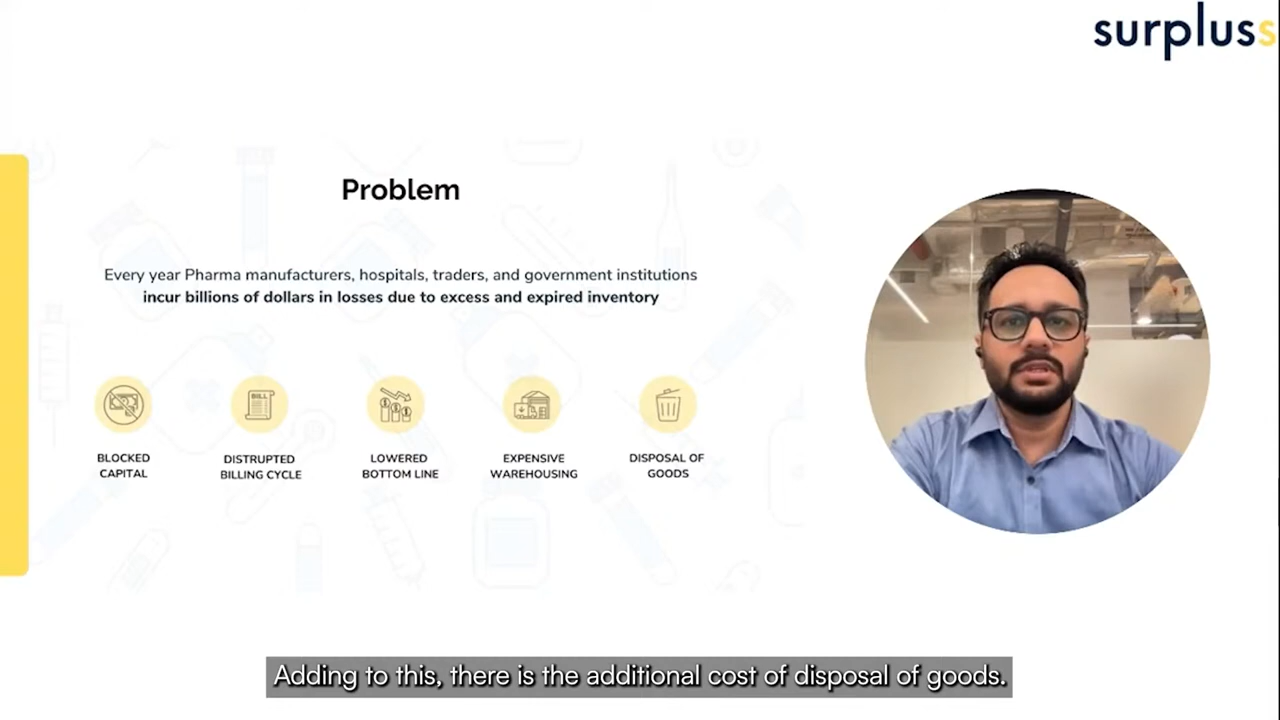 surpluss
Problem
Every year Pharma manufacturers, hospitals, traders, and government institutions
incur billions of dollars in losses due to excess and expired inventory
BILL
BLOCKED
CAPITAL
DISTRUPTED
BILLING CYCLE
LOWERED
BOTTOM LINE
EXPENSIVE
WAREHOUSING
DISPOSAL OF
GOODS
Adding to this, there is the additional cost of disposal of goods.